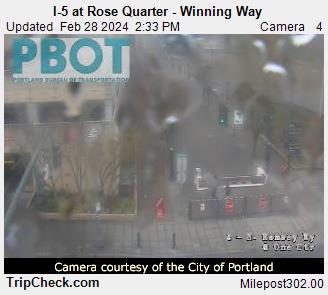 I-5 at Rose Quarter - Winning Way
Updated Feb 28 2024 2:33 PM Camera 4
PBOT
PORTLAND BUREAU OF TRANSPORTATION
Camera courtesy of the City of Portland
TripCheck.com Milepost302.00